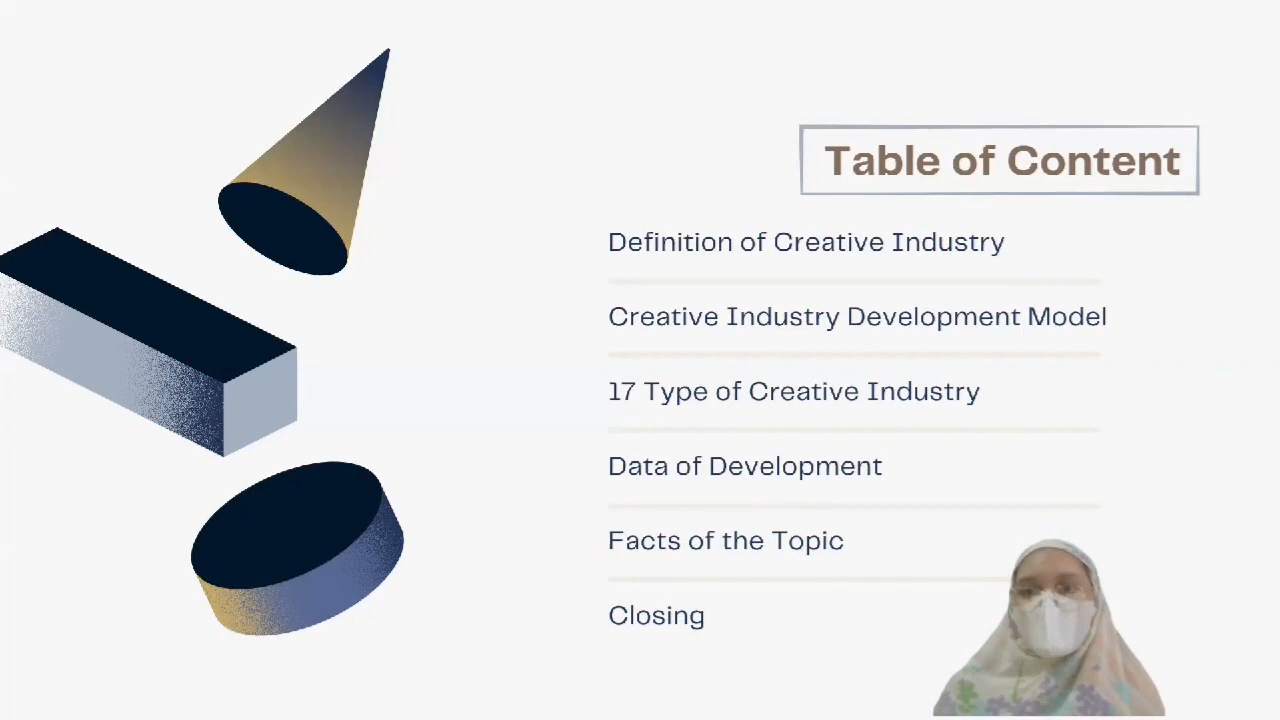 Table of Content
Definition of Creative Industry
Creative Industry Development Model
17 Type of Creative Industry
Data of Development
Facts of the Topic
Closing